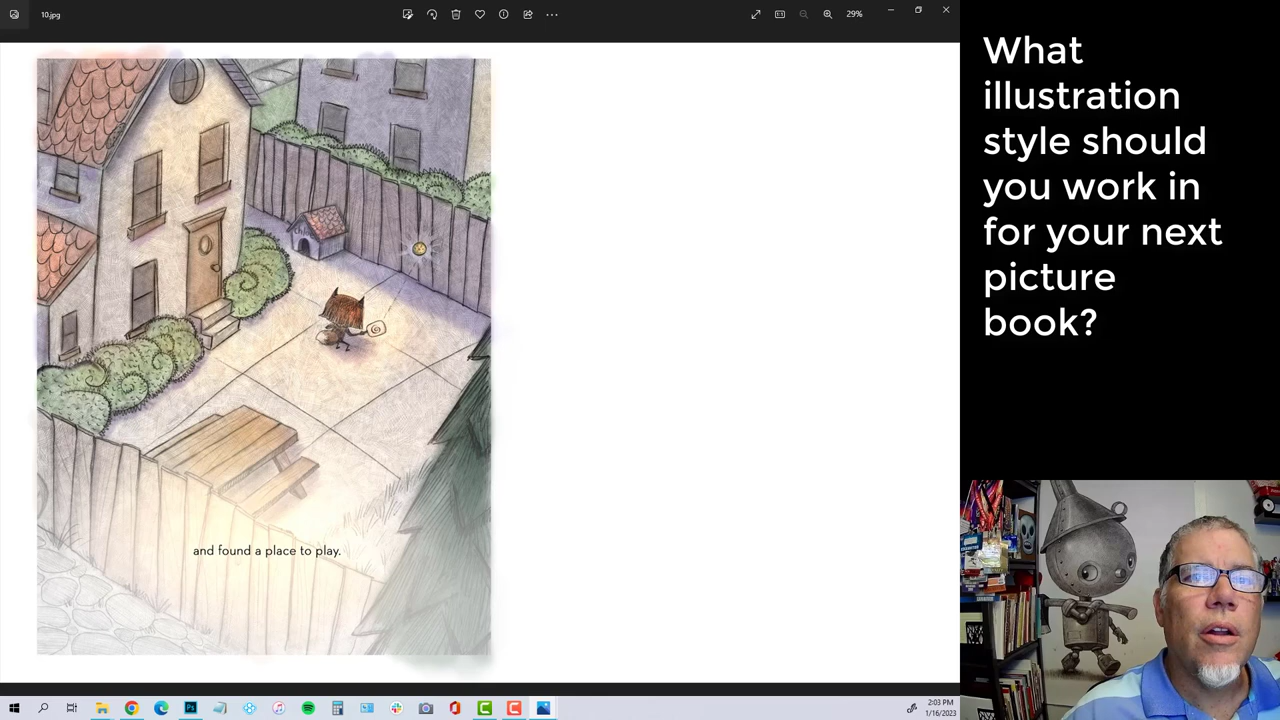 10.jpg
29%
What
illustration
style should
you work in
for your next
picture
book?
and found a place to play.
2:03 PM
1/16/2023